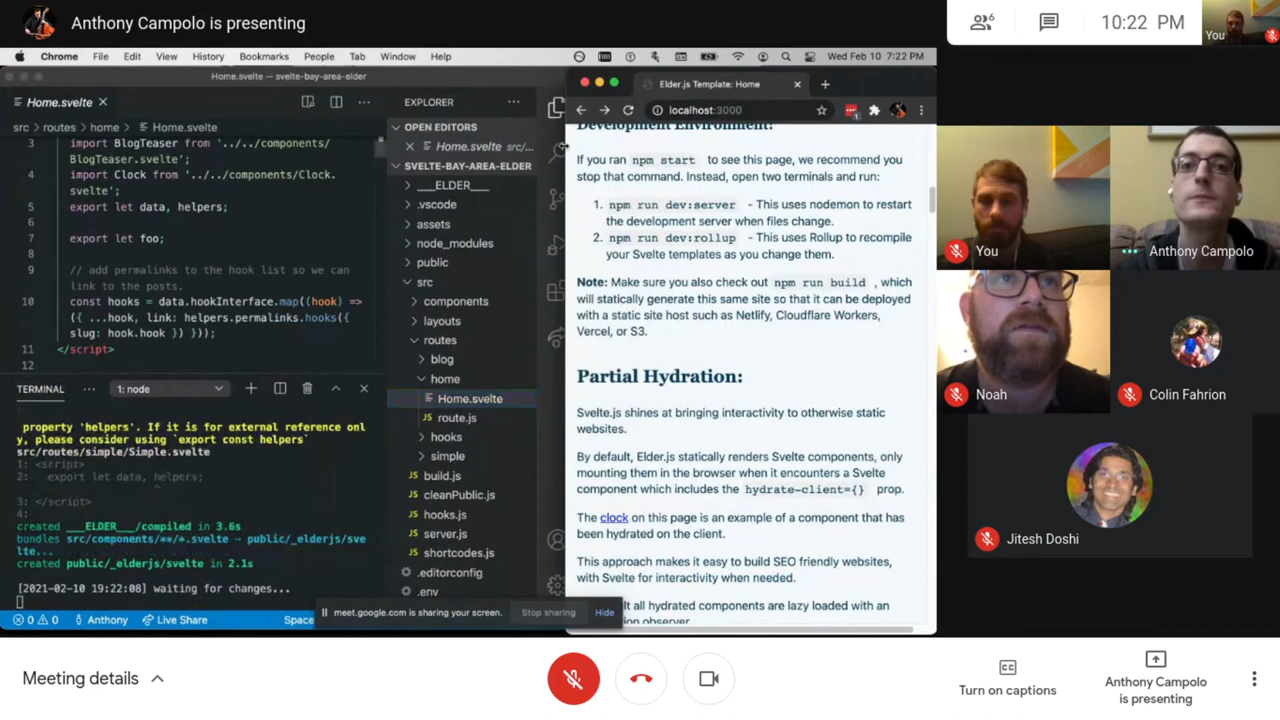 Anthony Campolo is presenting
6
10:22 PM
You
Chrome File Edit View History Bookmarks People Tab Window Help
Wed Feb 10 7:22 PM
Home.svelte — svelte-bay-area-elder
Home.svelte
src > routes > home > Home.svelte
3 import BlogTeaser from '../../components/
BlogTeaser.svelte';
4 import Clock from '../../components/Clock.
svelte';
5 export let data, helpers;
6
7 export let foo;
8
9 // add permalinks to the hook list so we can
link to the posts.
10 const hooks = data.hookInterface.map((hook) =>
({ ...hook, link: helpers.permalinks.hooks({
slug: hook.hook }) }));
11 </script>
12
TERMINAL
1: node
property 'helpers'. If it is for external reference onl
y, please consider using `export const helpers`
src/routes/simple/Simple.svelte
1: <script>
2: export let data, helpers;
^
3: </script>
4:
created ___ELDER___/compiled in 3.6s
bundles src/components/**/*.svelte → public/_elderjs/sve
lte...
created public/_elderjs/svelte in 2.1s
[2021-02-10 19:22:08] waiting for changes...
0 0 Anthony Live Share Space
EXPLORER
OPEN EDITORS
Home.svelte src/...
SVELTE-BAY-AREA-ELDER
___ELDER___
.vscode
assets
node_modules
public
src
components
layouts
routes
blog
home
Home.svelte
route.js
hooks
simple
build.js
cleanPublic.js
hooks.js
server.js
shortcodes.js
.editorconfig
.env
Elder.js Template: Home
localhost:3000
1
Development Environment:
If you ran npm start to see this page, we recommend you
stop that command. Instead, open two terminals and run:
1. npm run dev:server - This uses nodemon to restart
the development server when files change.
2. npm run dev:rollup - This uses Rollup to recompile
your Svelte templates as you change them.
Note: Make sure you also check out npm run build , which
will statically generate this same site so that it can be deployed
with a static site host such as Netlify, Cloudflare Workers,
Vercel, or S3.
Partial Hydration:
Svelte.js shines at bringing interactivity to otherwise static
websites.
By default, Elder.js statically renders Svelte components, only
mounting them in the browser when it encounters a Svelte
component which includes the hydrate-client={} prop.
The clock on this page is an example of a component that has
been hydrated on the client.
This approach makes it easy to build SEO friendly websites,
with Svelte for interactivity when needed.
lt all hydrated components are lazy loaded with an
ion observer
meet.google.com is sharing your screen. Stop sharing Hide
You
Anthony Campolo
Noah
Colin Fahrion
Jitesh Doshi
Meeting details
Turn on captions
Anthony Campolo
is presenting